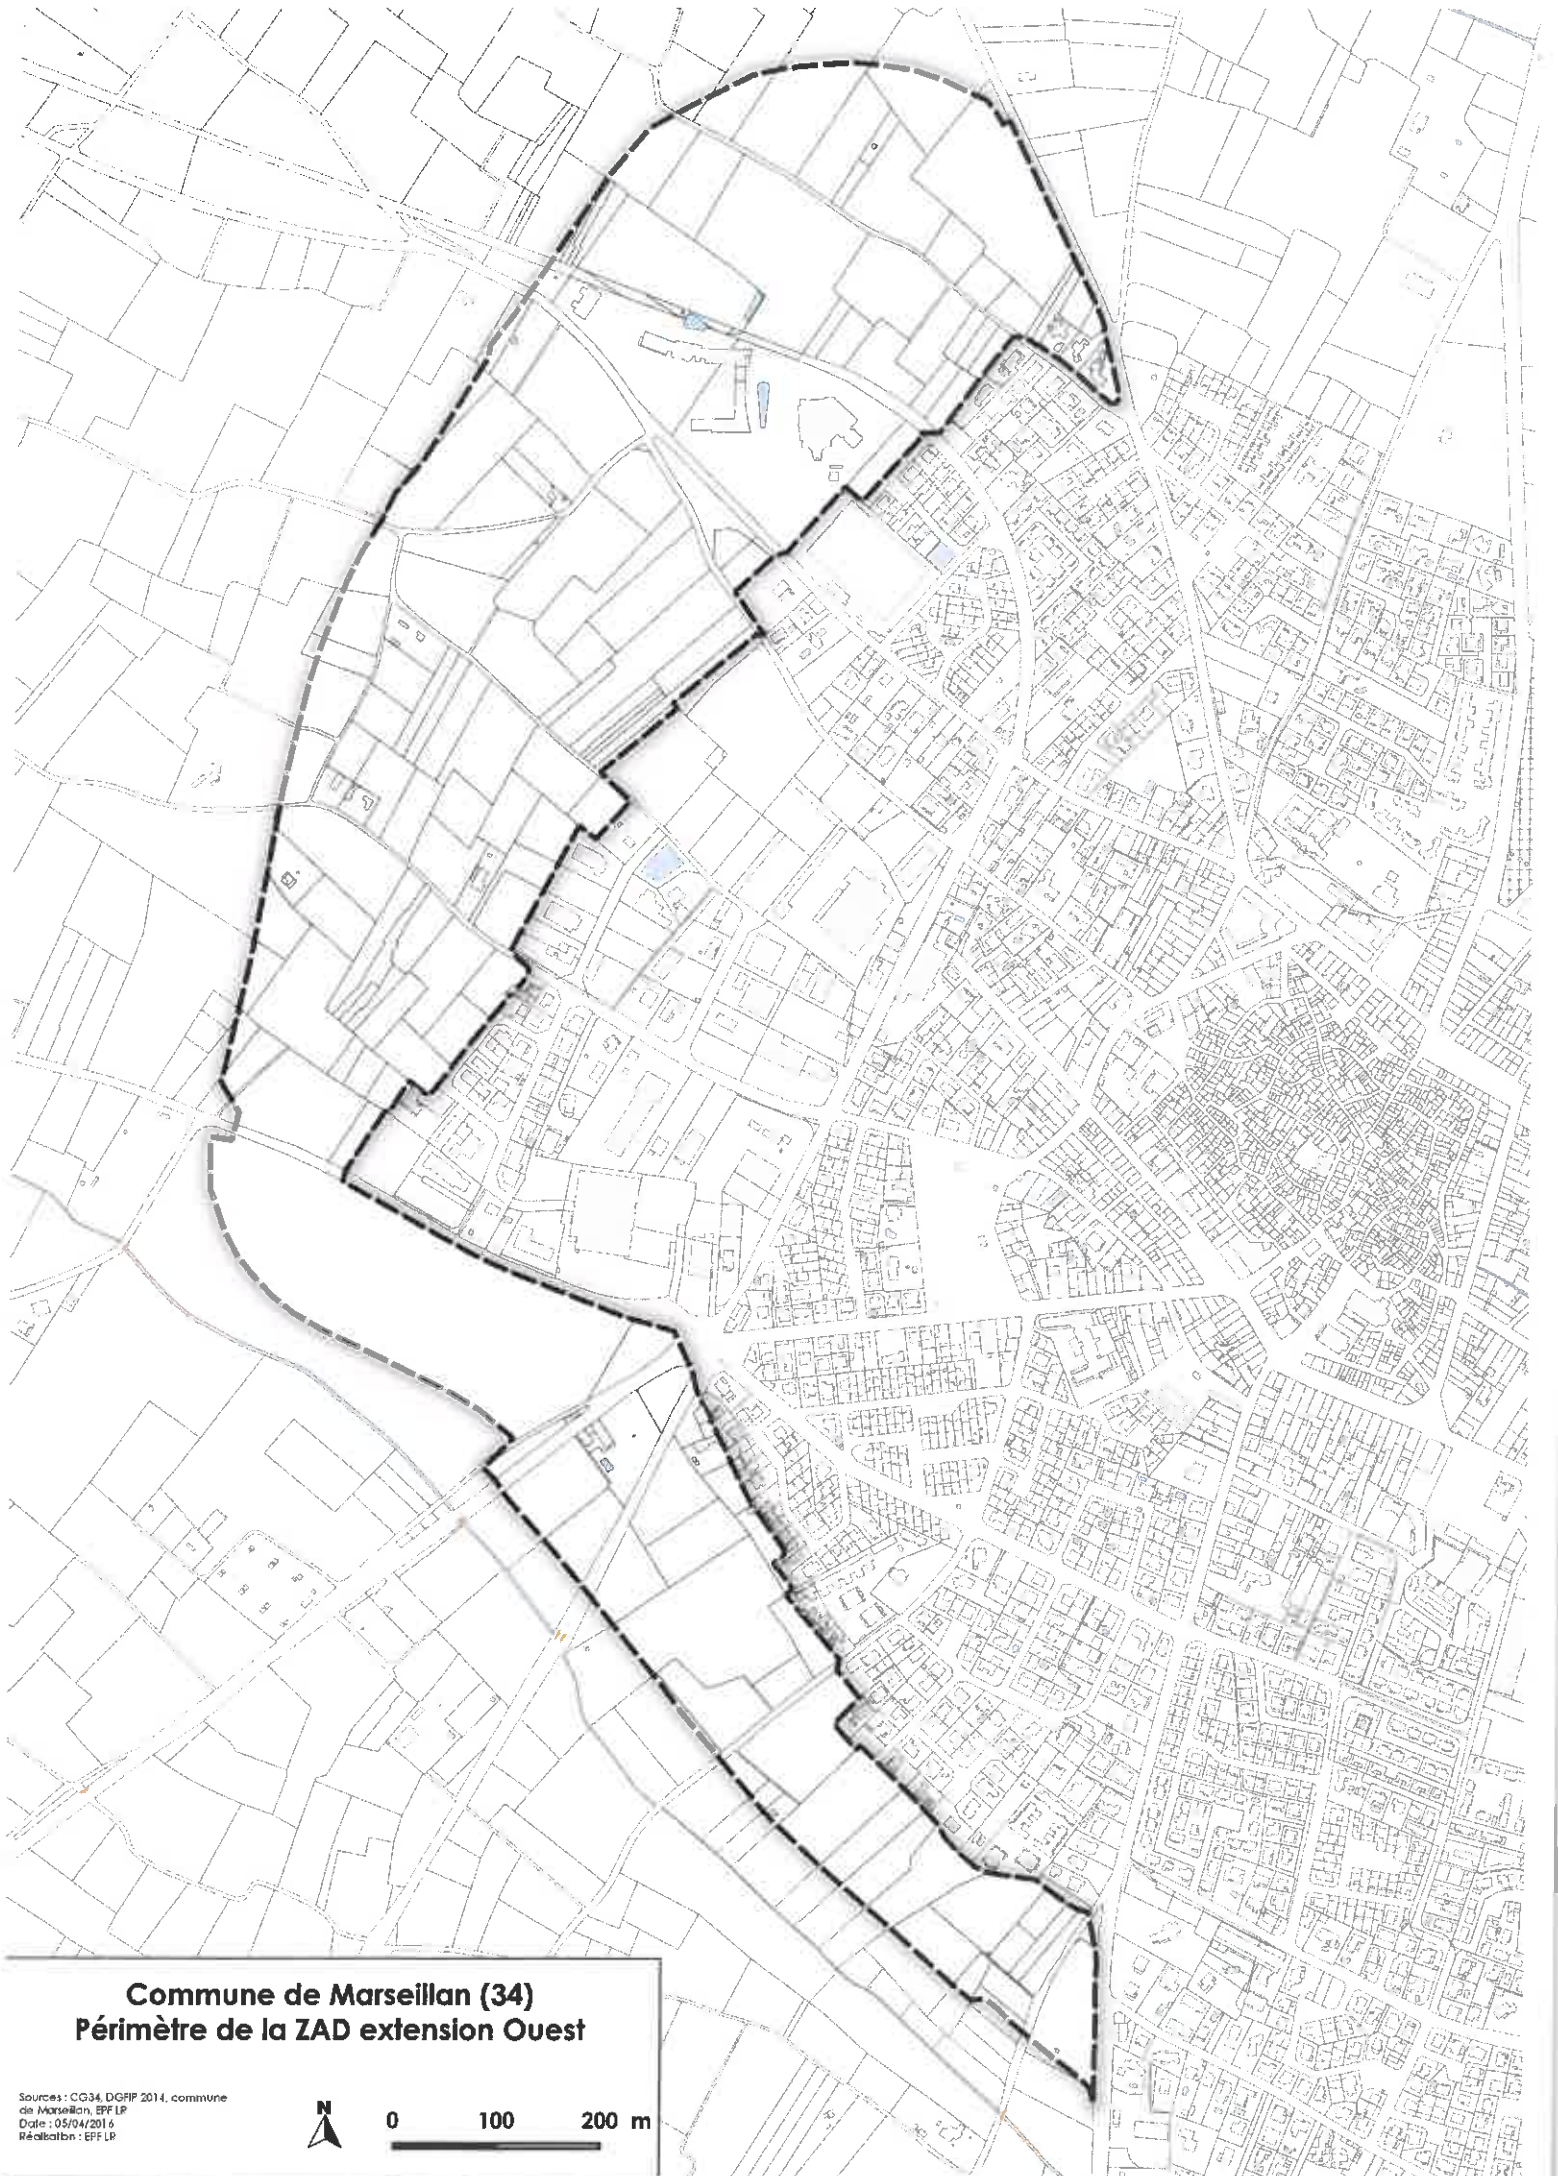 Commune de Marseillan (34)
Périmètre de la ZAD extension Ouest
Sources : CG34, DGFIP 2014, commune
de Marseillan, EPF LR
Date : 05/04/2016
Réalisation : EPF LR
N
0 100 200 m